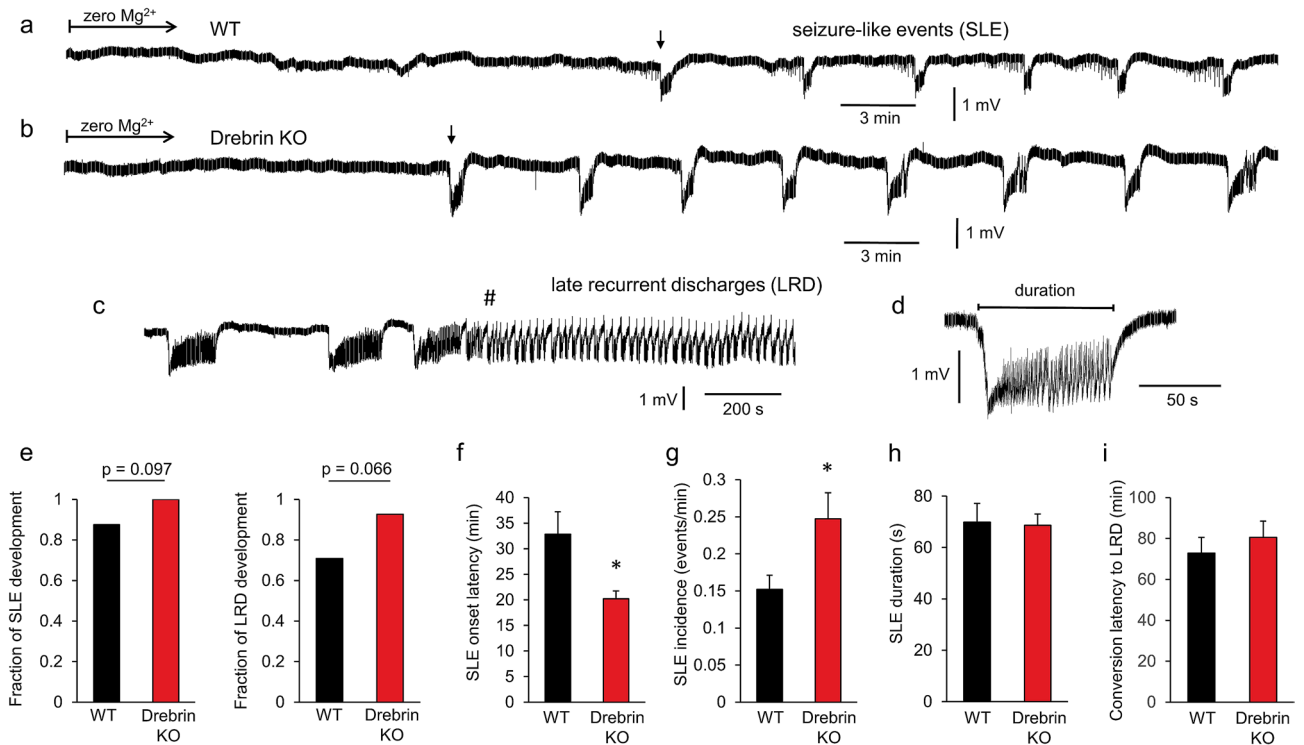 a
zero Mg²⁺
WT
seizure-like events (SLE)
3 min
1 mV
b
zero Mg²⁺
Drebrin KO
3 min
1 mV
c
#
late recurrent discharges (LRD)
1 mV
200 s
d
duration
1 mV
50 s
e
p = 0.097
Fraction of SLE development
1
0.8
0.6
0.4
0.2
0
WT
Drebrin
KO
p = 0.066
Fraction of LRD development
1
0.8
0.6
0.4
0.2
0
WT
Drebrin
KO
f
SLE onset latency (min)
40
35
30
25
20
15
10
5
0
*
WT
Drebrin
KO
g
SLE incidence (events/min)
0.3
0.25
0.2
0.15
0.1
0.05
0
*
WT
Drebrin
KO
h
SLE duration (s)
80
60
40
20
0
WT
Drebrin
KO
i
Conversion latency to LRD (min)
100
80
60
40
20
0
WT
Drebrin
KO